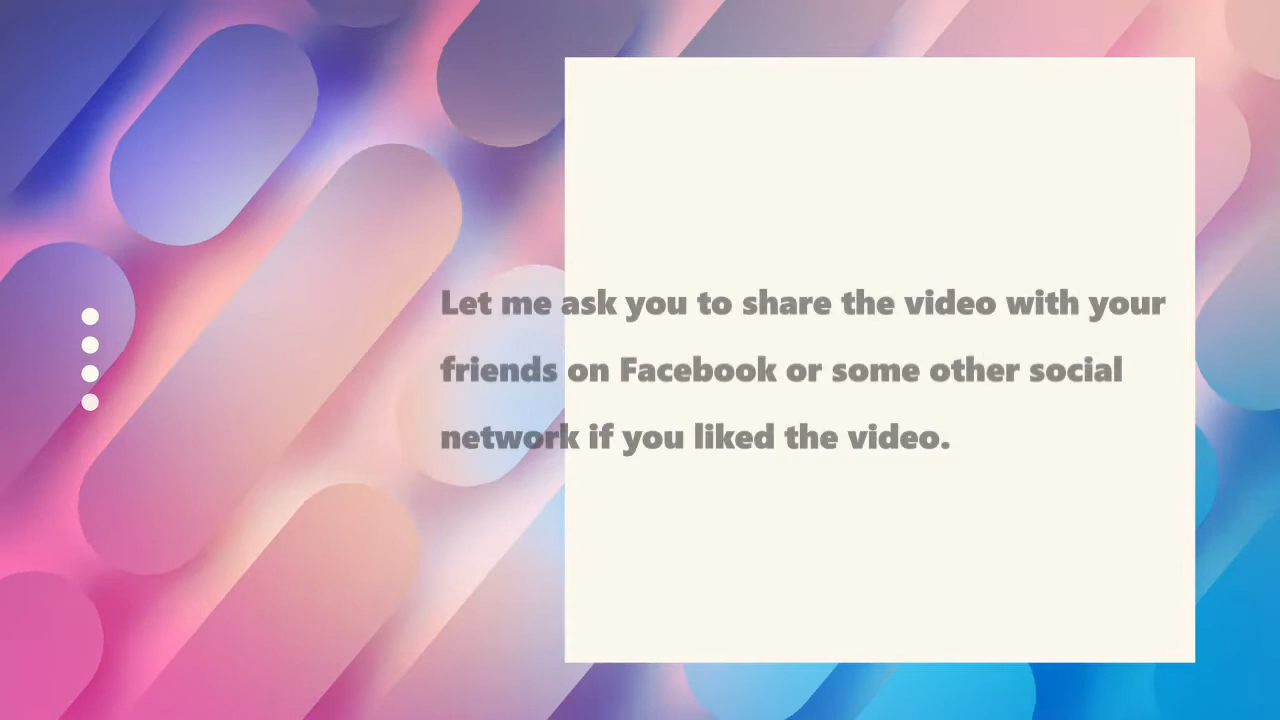 Let me ask you to share the video with your
friends on Facebook or some other social
network if you liked the video.